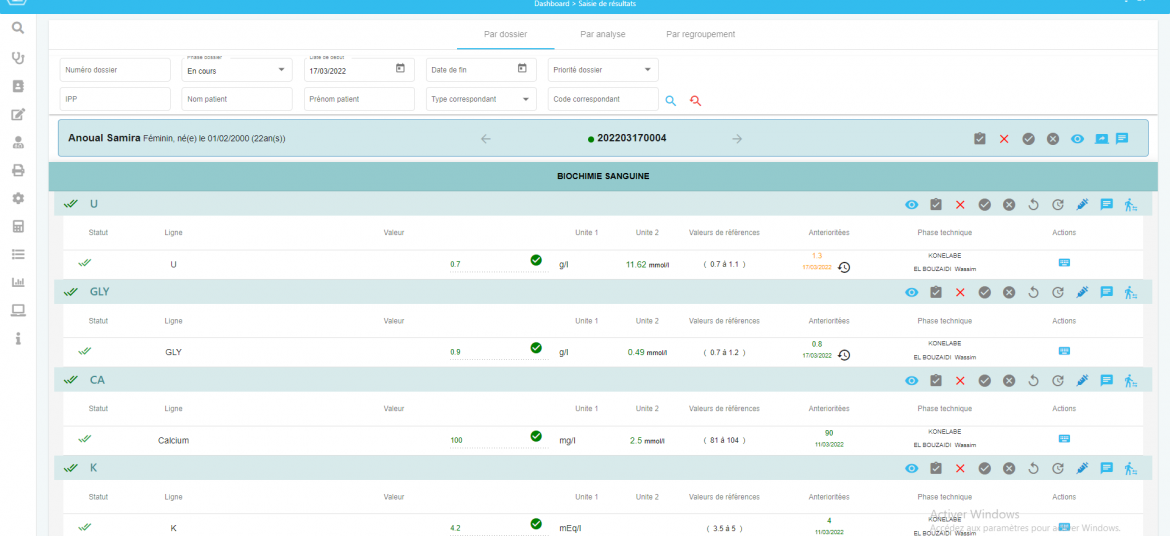 Dashboard > Saisie de résultats
Par dossier Par analyse Par regroupement
Numéro dossier Phase dossier En cours Date de début 17/03/2022 Date de fin Priorité dossier
IPP Nom patient Prénom patient Type correspondant Code correspondant
Anoual Samira Féminin, né(e) le 01/02/2000 (22an(s)) 202203170004
BIOCHIMIE SANGUINE
U
Statut Ligne Valeur Unite 1 Unite 2 Valeurs de références Anterioritées Phase technique Actions
U 0.7 g/l 11.62 mmol/l ( 0.7 à 1.1 ) 1.3 17/03/2022 KONELABE EL BOUZAIDI Wassim
GLY
Statut Ligne Valeur Unite 1 Unite 2 Valeurs de références Anterioritées Phase technique Actions
GLY 0.9 g/l 0.49 mmol/l ( 0.7 à 1.2 ) 0.8 17/03/2022 KONELABE EL BOUZAIDI Wassim
CA
Statut Ligne Valeur Unite 1 Unite 2 Valeurs de références Anterioritées Phase technique Actions
Calcium 100 mg/l 2.5 mmol/l ( 81 à 104 ) 90 11/03/2022 KONELABE EL BOUZAIDI Wassim
K
Statut Ligne Valeur Unite 1 Unite 2 Valeurs de références Anterioritées Phase technique Actions
K 4.2 mEq/l ( 3.5 à 5 ) 4 11/03/2022 KONELABE EL BOUZAIDI Wassim
Activer Windows
Accédez aux paramètres pour activer Windows.